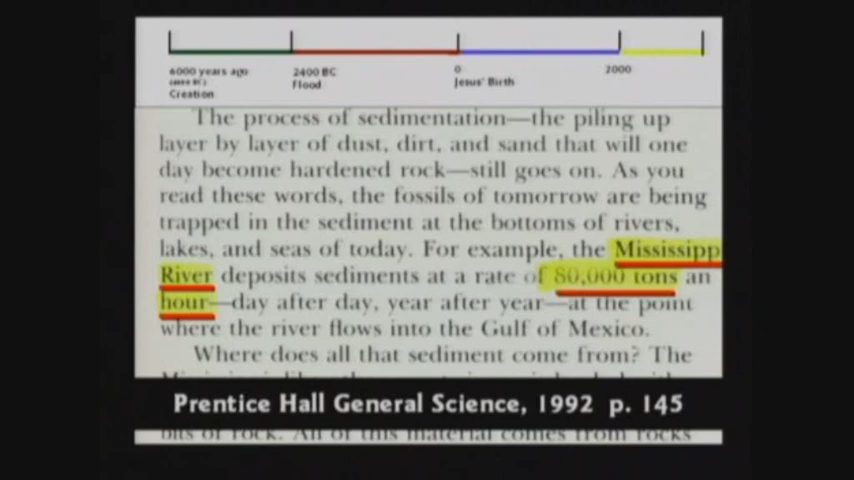 6000 years ago
2400 BC
0
2000
(4000 BC)
Flood
Jesus' Birth
Creation
The process of sedimentation—the piling up
layer by layer of dust, dirt, and sand that will one
day become hardened rock—still goes on. As you
read these words, the fossils of tomorrow are being
trapped in the sediment at the bottoms of rivers,
lakes, and seas of today. For example, the Mississipp
River deposits sediments at a rate of 80,000 tons an
hour—day after day, year after year—at the point
where the river flows into the Gulf of Mexico.
Where does all that sediment come from? The
Prentice Hall General Science, 1992 p. 145
bits of rock. All of this material comes from rocks